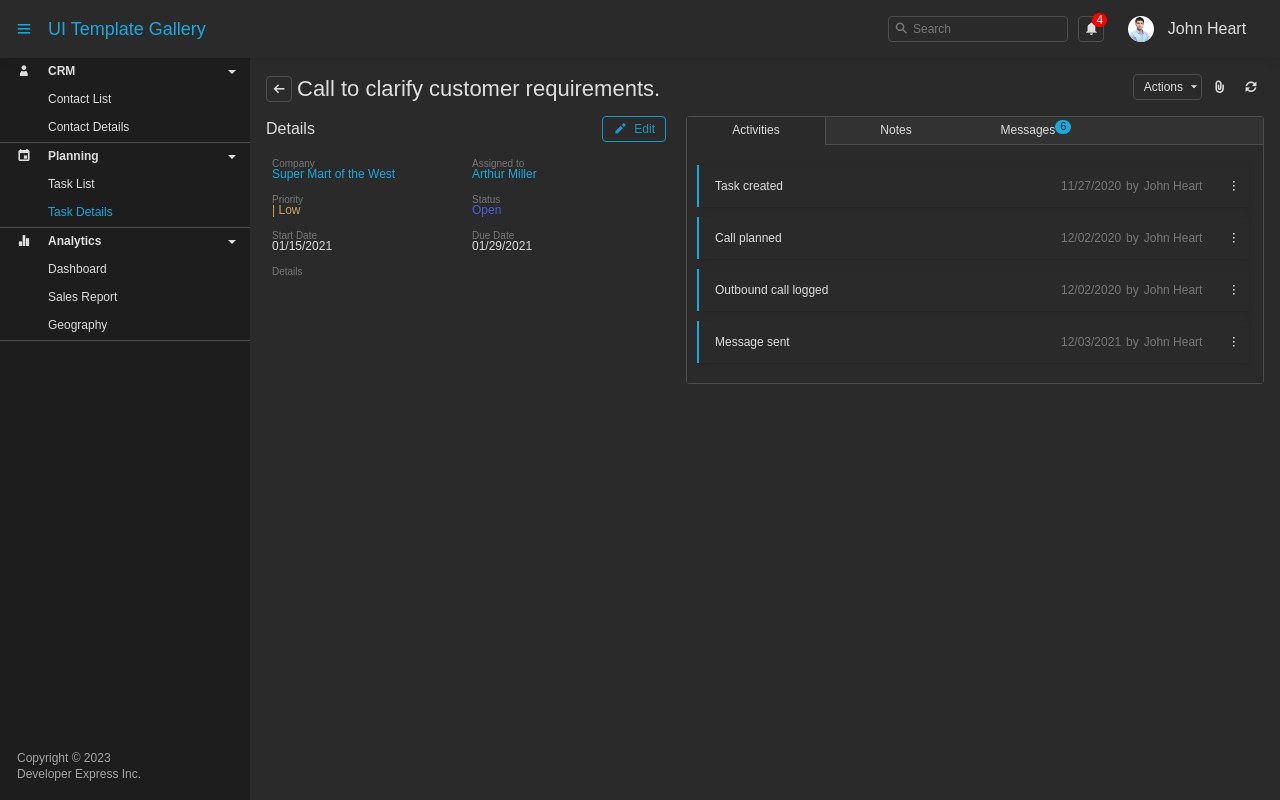 UI Template Gallery
Search
4
John Heart
CRM
Contact List
Contact Details
Planning
Task List
Task Details
Analytics
Dashboard
Sales Report
Geography
Copyright © 2023
Developer Express Inc.
Call to clarify customer requirements.
Actions
Details
Edit
Company
Super Mart of the West
Assigned to
Arthur Miller
Priority
| Low
Status
Open
Start Date
01/15/2021
Due Date
01/29/2021
Details
Activities
Notes
Messages 6
Task created 11/27/2020 by John Heart
Call planned 12/02/2020 by John Heart
Outbound call logged 12/02/2020 by John Heart
Message sent 12/03/2021 by John Heart